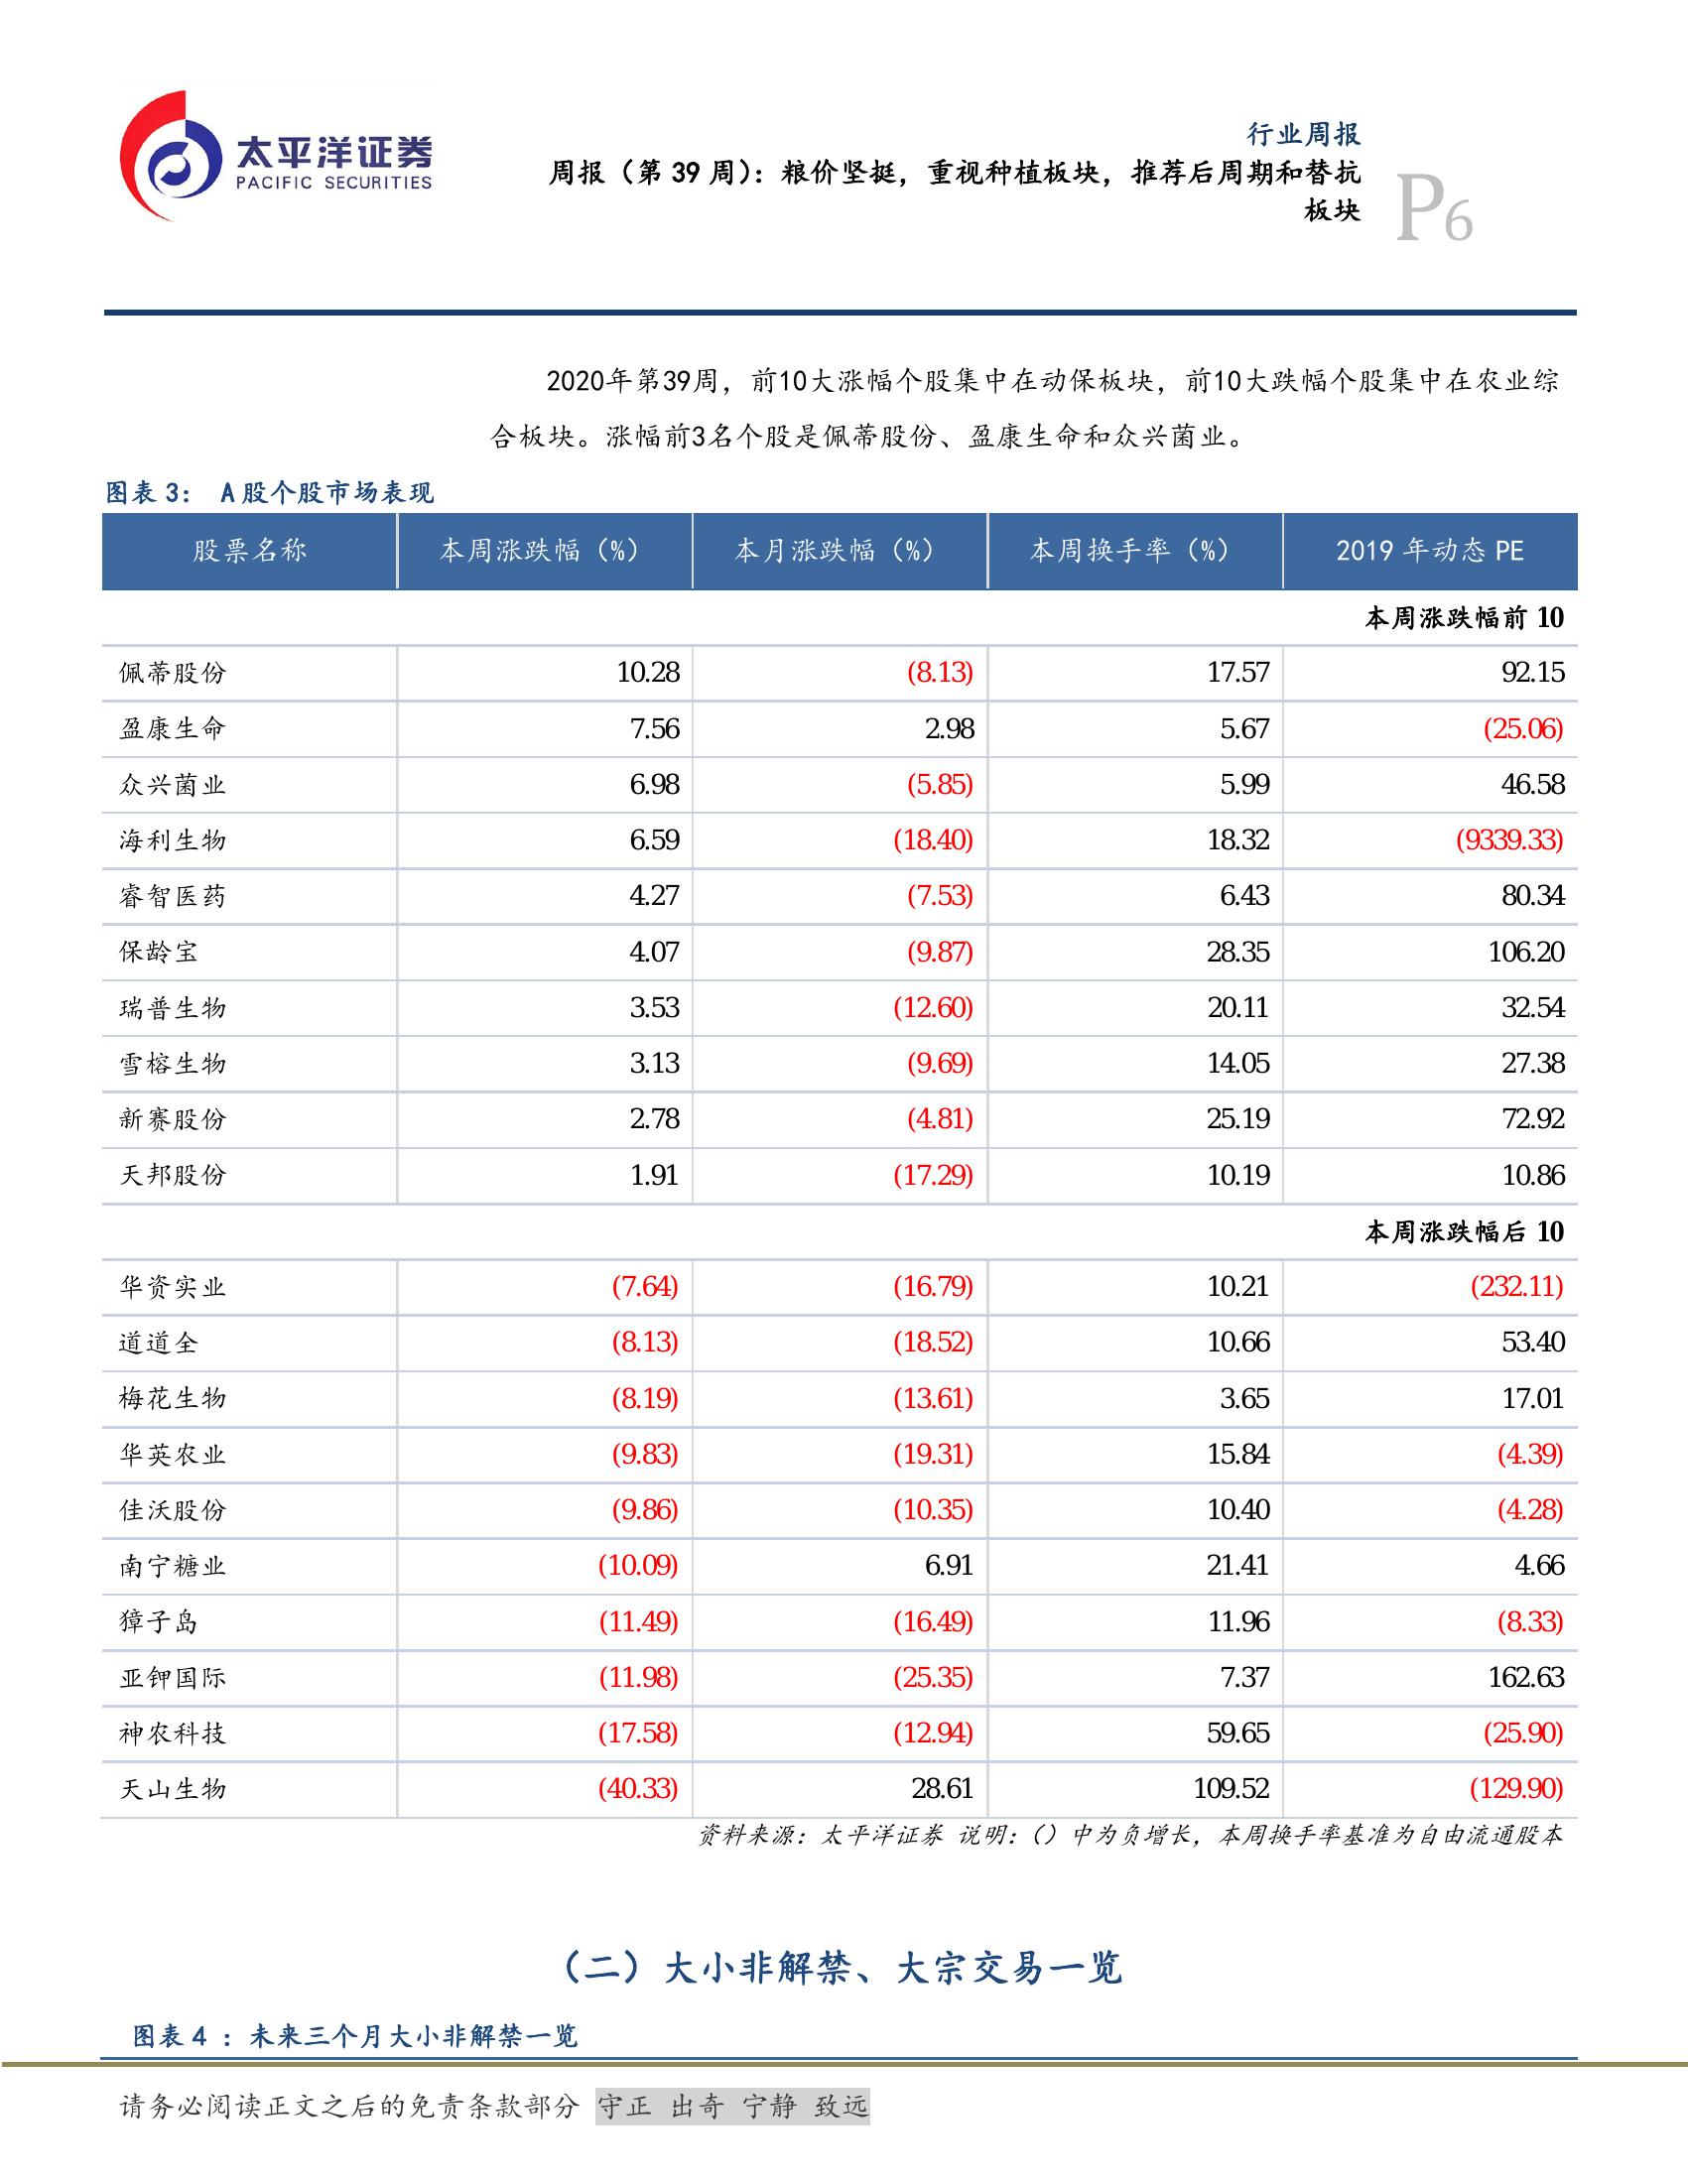 太平洋证券
PACIFIC SECURITIES
行业周报
周报（第 39 周）：粮价坚挺，重视种植板块，推荐后周期和替抗
板块
P6
2020年第39周，前10大涨幅个股集中在动保板块，前10大跌幅个股集中在农业综
合板块。涨幅前3名个股是佩蒂股份、盈康生命和众兴菌业。
图表 3： A 股个股市场表现
股票名称 本周涨跌幅（%） 本月涨跌幅（%） 本周换手率（%） 2019 年动态 PE
本周涨跌幅前 10
佩蒂股份 10.28 (8.13) 17.57 92.15
盈康生命 7.56 2.98 5.67 (25.06)
众兴菌业 6.98 (5.85) 5.99 46.58
海利生物 6.59 (18.40) 18.32 (9339.33)
睿智医药 4.27 (7.53) 6.43 80.34
保龄宝 4.07 (9.87) 28.35 106.20
瑞普生物 3.53 (12.60) 20.11 32.54
雪榕生物 3.13 (9.69) 14.05 27.38
新赛股份 2.78 (4.81) 25.19 72.92
天邦股份 1.91 (17.29) 10.19 10.86
本周涨跌幅后 10
华资实业 (7.64) (16.79) 10.21 (232.11)
道道全 (8.13) (18.52) 10.66 53.40
梅花生物 (8.19) (13.61) 3.65 17.01
华英农业 (9.83) (19.31) 15.84 (4.39)
佳沃股份 (9.86) (10.35) 10.40 (4.28)
南宁糖业 (10.09) 6.91 21.41 4.66
獐子岛 (11.49) (16.49) 11.96 (8.33)
亚钾国际 (11.98) (25.35) 7.37 162.63
神农科技 (17.58) (12.94) 59.65 (25.90)
天山生物 (40.33) 28.61 109.52 (129.90)
资料来源：太平洋证券 说明：（）中为负增长，本周换手率基准为自由流通股本
（二）大小非解禁、大宗交易一览
图表 4 ：未来三个月大小非解禁一览
请务必阅读正文之后的免责条款部分 守正 出奇 宁静 致远